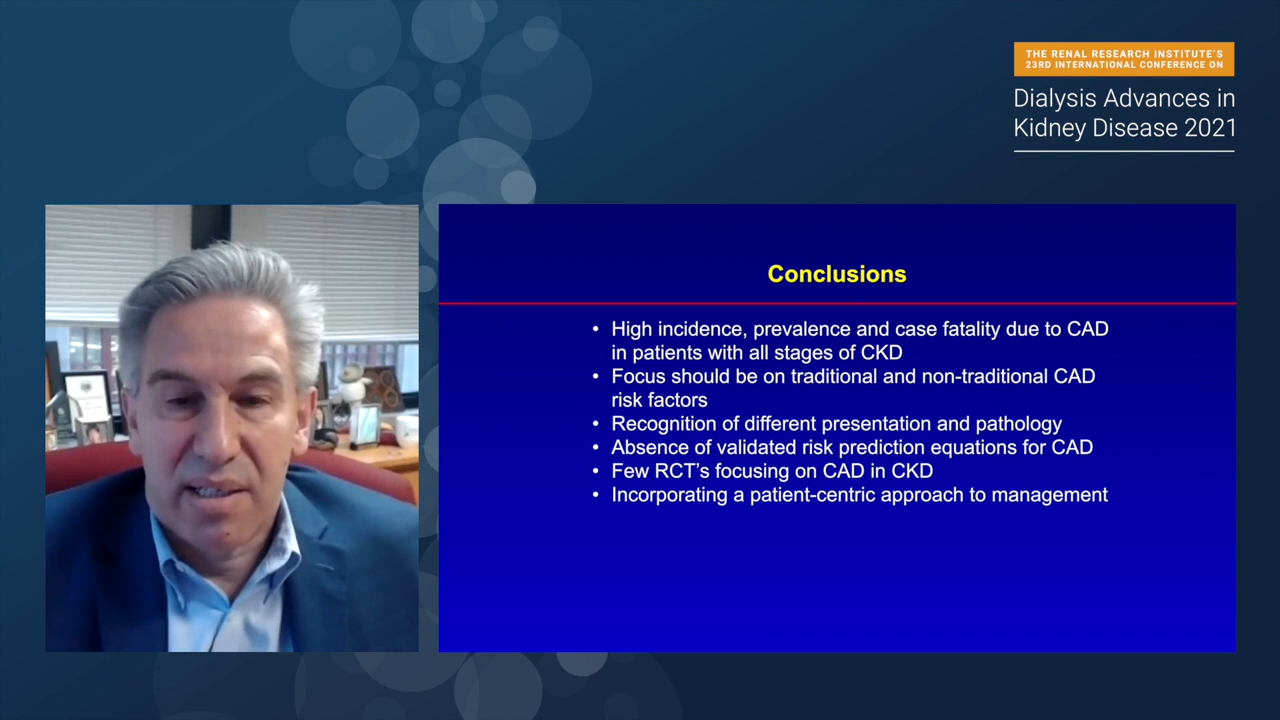 THE RENAL RESEARCH INSTITUTE'S
23RD INTERNATIONAL CONFERENCE ON
Dialysis Advances in
Kidney Disease 2021
Conclusions
• High incidence, prevalence and case fatality due to CAD
in patients with all stages of CKD
• Focus should be on traditional and non-traditional CAD
risk factors
• Recognition of different presentation and pathology
• Absence of validated risk prediction equations for CAD
• Few RCT's focusing on CAD in CKD
• Incorporating a patient-centric approach to management